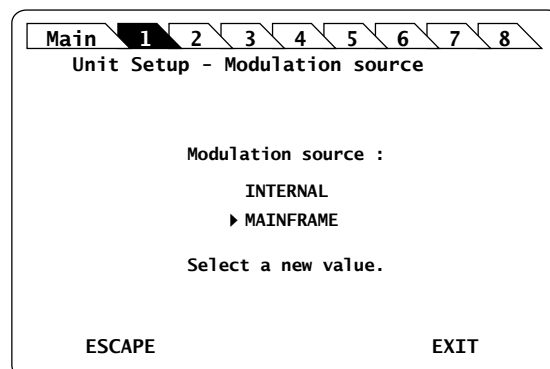 Main 1 2 3 4 5 6 7 8
Unit Setup - Modulation source
Modulation source :
INTERNAL
MAINFRAME
Select a new value.
ESCAPE EXIT